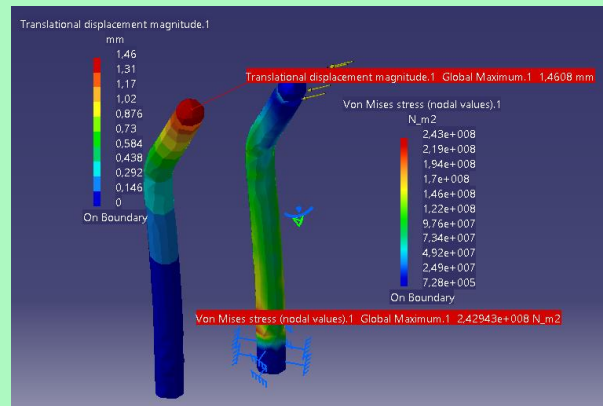 Translational displacement magnitude.1
mm
1,46
1,31
1,17
1,02
0,876
0,73
0,584
0,438
0,292
0,146
0
On Boundary
Translational displacement magnitude.1 Global Maximum.1 1,4608 mm
Von Mises stress (nodal values).1
N_m2
2,43e+008
2,19e+008
1,94e+008
1,7e+008
1,46e+008
1,22e+008
9,76e+007
7,34e+007
4,92e+007
2,49e+007
7,28e+005
On Boundary
Von Mises stress (nodal values).1 Global Maximum.1 2,42943e+008 N_m2